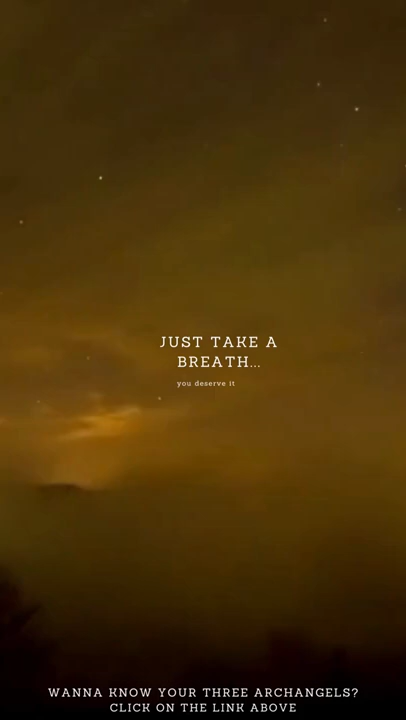 JUST TAKE A
BREATH...
you deserve it
WANNA KNOW YOUR THREE ARCHANGELS?
CLICK ON THE LINK ABOVE